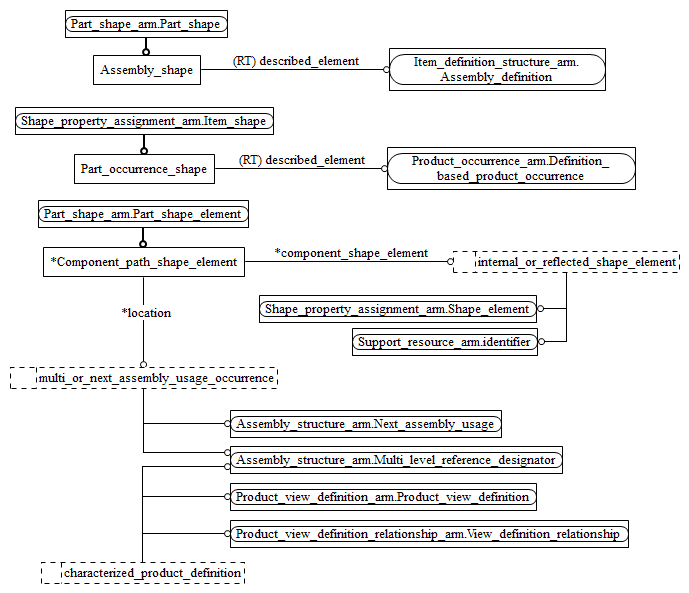 Part_shape_arm.Part_shape
Assembly_shape
(RT) described_element
Item_definition_structure_arm.
Assembly_definition
Shape_property_assignment_arm.Item_shape
Part_occurrence_shape
(RT) described_element
Product_occurrence_arm.Definition_
based_product_occurrence
Part_shape_arm.Part_shape_element
*Component_path_shape_element
*component_shape_element
internal_or_reflected_shape_element
Shape_property_assignment_arm.Shape_element
*location
Support_resource_arm.identifier
multi_or_next_assembly_usage_occurrence
Assembly_structure_arm.Next_assembly_usage
Assembly_structure_arm.Multi_level_reference_designator
Product_view_definition_arm.Product_view_definition
Product_view_definition_relationship_arm.View_definition_relationship
characterized_product_definition